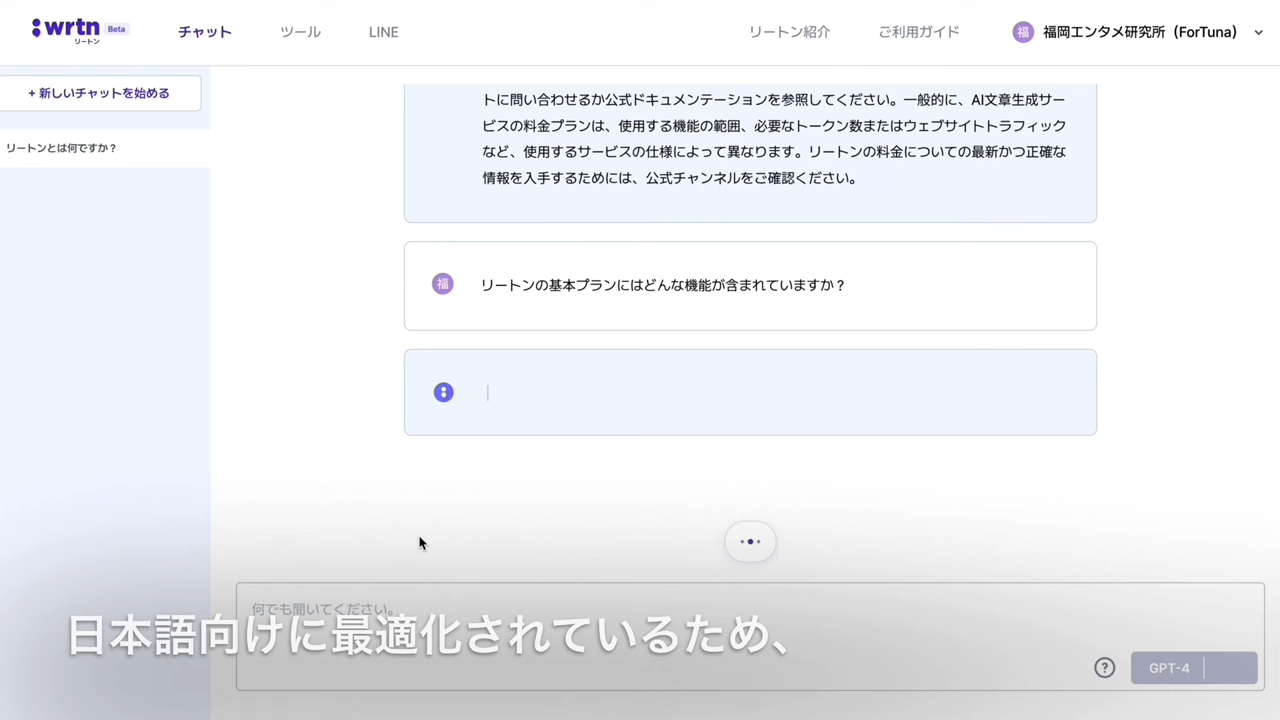 wrtn Beta
リートン
チャット
ツール
LINE
リートン紹介
ご利用ガイド
福
福岡エンタメ研究所（ForTuna）
+ 新しいチャットを始める
リートンとは何ですか？
トに問い合わせるか公式ドキュメンテーションを参照してください。一般的に、AI文章生成サー
ビスの料金プランは、使用する機能の範囲、必要なトークン数またはウェブサイトトラフィック
など、使用するサービスの仕様によって異なります。リートンの料金についての最新かつ正確な
情報を入手するためには、公式チャンネルをご確認ください。
福
リートンの基本プランにはどんな機能が含まれていますか？
何でも聞いてください。
日本語向けに最適化されているため、
?
GPT-4